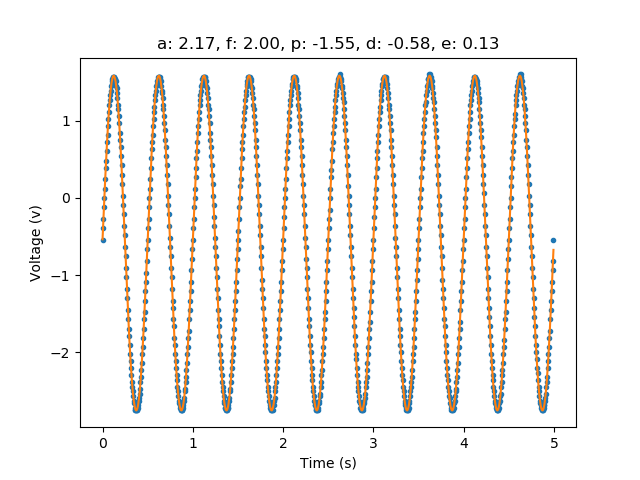 a: 2.17, f: 2.00, p: -1.55, d: -0.58, e: 0.13
1
0
−1
−2
Voltage (v)
0 1 2 3 4 5
Time (s)